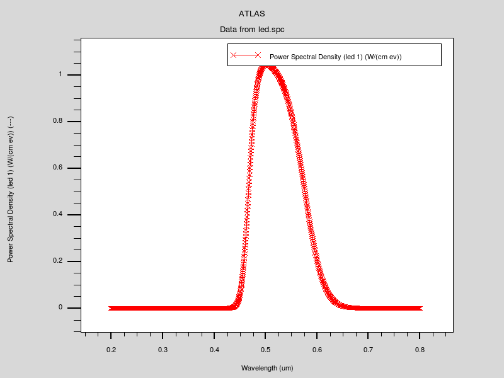 ATLAS
Data from led.spc
Power Spectral Density (led 1) (W/(cm ev))
1
0.8
0.6
0.4
0.2
0
Power Spectral Density (led 1) (W/(cm ev)) (---)
0.2 0.3 0.4 0.5 0.6 0.7 0.8
Wavelength (um)